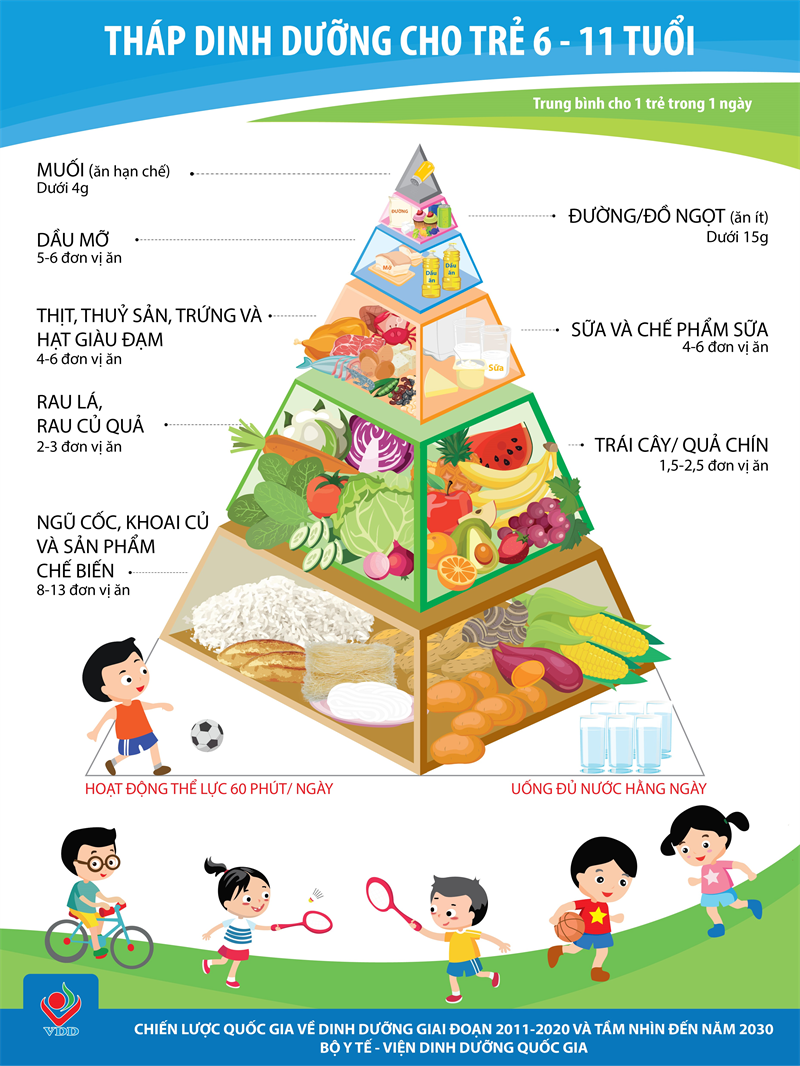 THÁP DINH DƯỠNG CHO TRẺ 6 - 11 TUỔI
Trung bình cho 1 trẻ trong 1 ngày
MUỐI (ăn hạn chế)
Dưới 4g
ĐƯỜNG
ĐƯỜNG/ĐỒ NGỌT (ăn ít)
Dưới 15g
DẦU MỠ
5-6 đơn vị ăn
Mỡ
Dầu
ăn
Dầu
ăn
THỊT, THUỶ SẢN, TRỨNG VÀ
HẠT GIÀU ĐẠM
4-6 đơn vị ăn
SỮA VÀ CHẾ PHẨM SỮA
4-6 đơn vị ăn
Sữa
RAU LÁ,
RAU CỦ QUẢ
2-3 đơn vị ăn
TRÁI CÂY/ QUẢ CHÍN
1,5-2,5 đơn vị ăn
NGŨ CỐC, KHOAI CỦ
VÀ SẢN PHẨM
CHẾ BIẾN
8-13 đơn vị ăn
HOẠT ĐỘNG THỂ LỰC 60 PHÚT/ NGÀY
UỐNG ĐỦ NƯỚC HẰNG NGÀY
VDD
CHIẾN LƯỢC QUỐC GIA VỀ DINH DƯỠNG GIAI ĐOẠN 2011-2020 VÀ TẦM NHÌN ĐẾN NĂM 2030
BỘ Y TẾ - VIỆN DINH DƯỠNG QUỐC GIA